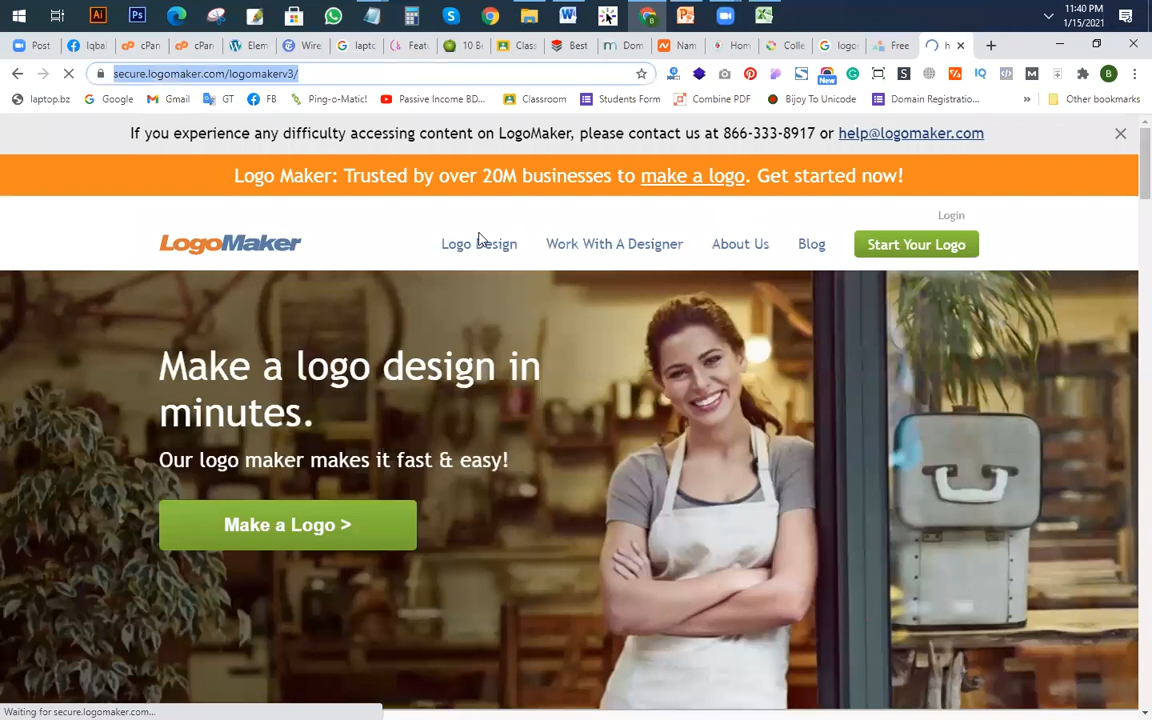 Ai
Ps
11:40 PM
1/15/2021
Post
Iqbal
cPan
cPan
Elem
Wire
lapto
Feat
10 Be
Class
Best
Dom
Nam
Hom
Colle
logo
Free
h
secure.logomaker.com/logomakerv3/
New
B
laptop.bz
Google
Gmail
GT
FB
Ping-o-Matic!
Passive Income BD...
Classroom
Students Form
Combine PDF
Bijoy To Unicode
Domain Registratio...
»
Other bookmarks
If you experience any difficulty accessing content on LogoMaker, please contact us at 866-333-8917 or help@logomaker.com
Logo Maker: Trusted by over 20M businesses to make a logo. Get started now!
Login
LogoMaker
Logo Design
Work With A Designer
About Us
Blog
Start Your Logo
Make a logo design in
minutes.
Our logo maker makes it fast & easy!
Make a Logo >
Waiting for secure.logomaker.com...